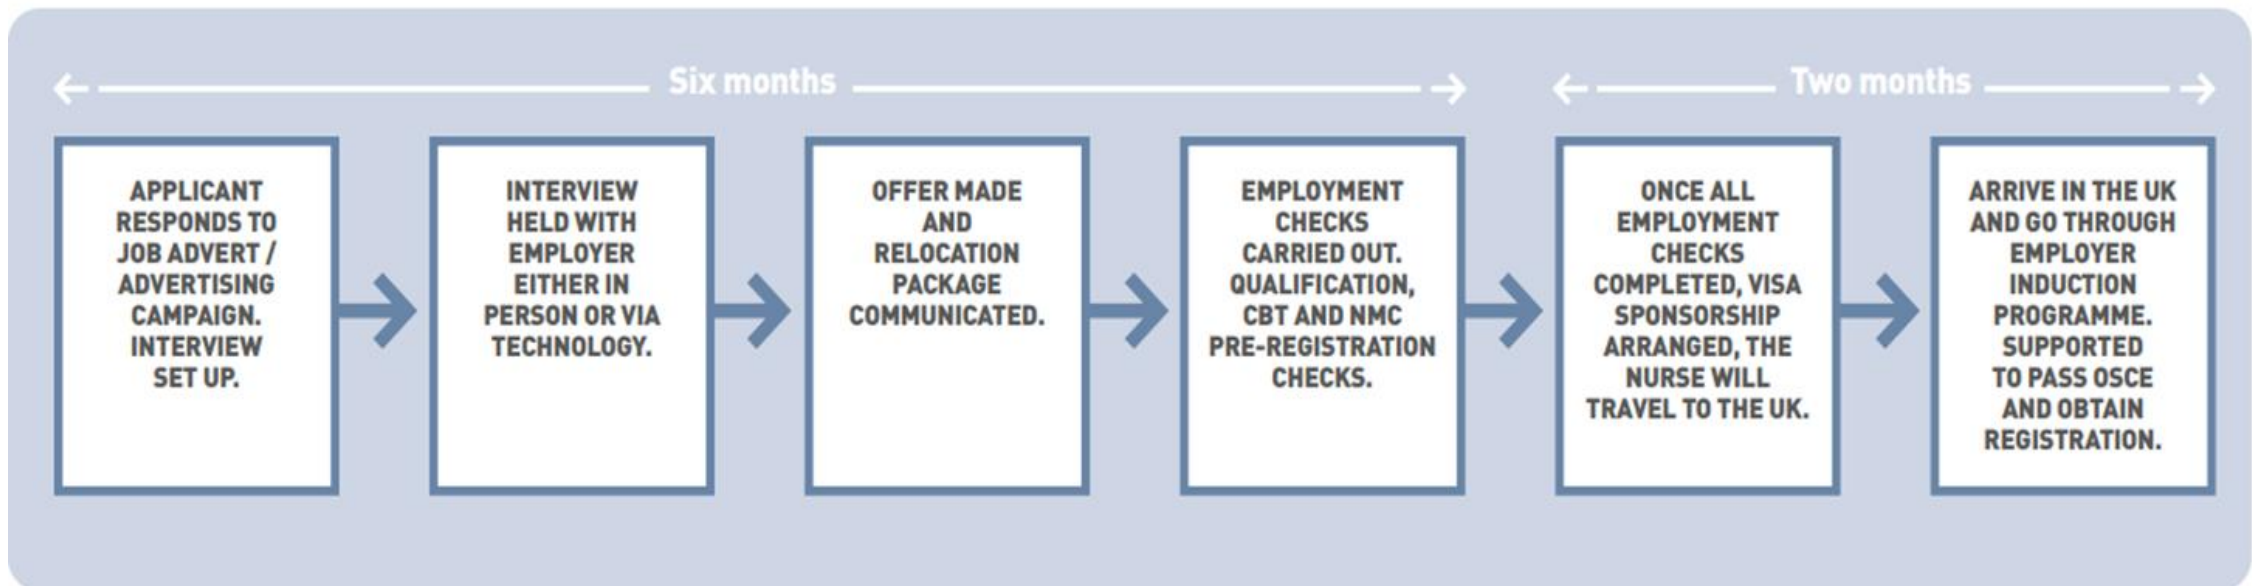 Six months
Two months
APPLICANT
RESPONDS TO
JOB ADVERT /
ADVERTISING
CAMPAIGN.
INTERVIEW
SET UP.
INTERVIEW
HELD WITH
EMPLOYER
EITHER IN
PERSON OR VIA
TECHNOLOGY.
OFFER MADE
AND
RELOCATION
PACKAGE
COMMUNICATED.
EMPLOYMENT
CHECKS
CARRIED OUT.
QUALIFICATION,
CBT AND NMC
PRE-REGISTRATION
CHECKS.
ONCE ALL
EMPLOYMENT
CHECKS
COMPLETED, VISA
SPONSORSHIP
ARRANGED, THE
NURSE WILL
TRAVEL TO THE UK.
ARRIVE IN THE UK
AND GO THROUGH
EMPLOYER
INDUCTION
PROGRAMME.
SUPPORTED
TO PASS OSCE
AND OBTAIN
REGISTRATION.